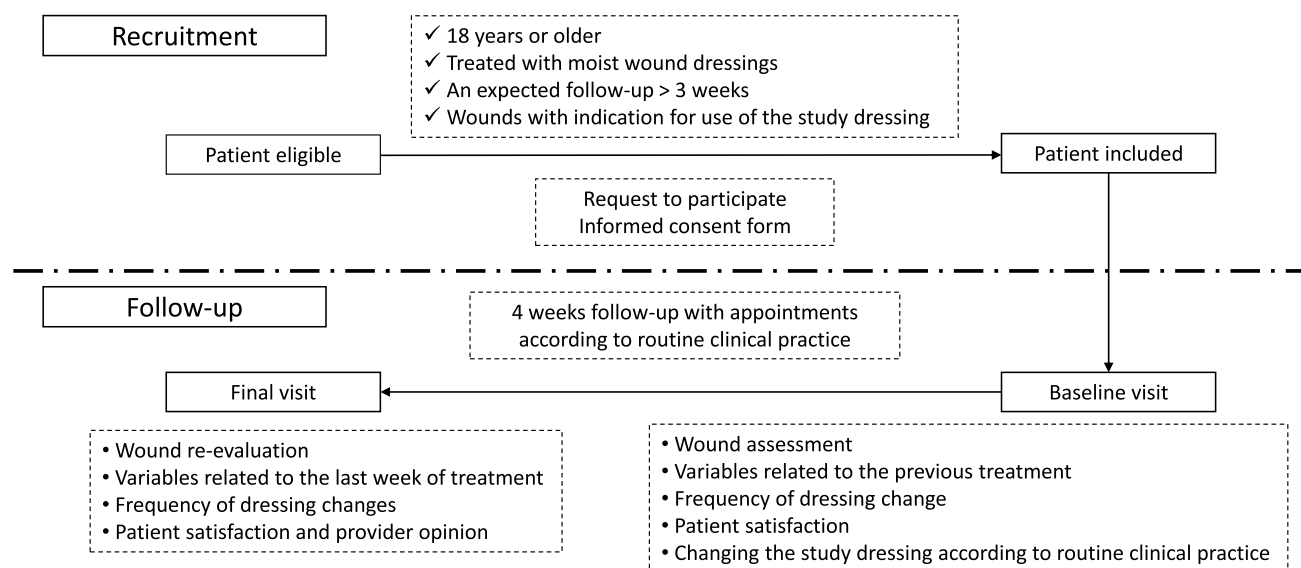 Recruitment
✓ 18 years or older
✓ Treated with moist wound dressings
✓ An expected follow-up > 3 weeks
✓ Wounds with indication for use of the study dressing
Patient eligible
Patient included
Request to participate
Informed consent form
Follow-up
4 weeks follow-up with appointments
according to routine clinical practice
Final visit
Baseline visit
• Wound re-evaluation
• Variables related to the last week of treatment
• Frequency of dressing changes
• Patient satisfaction and provider opinion
• Wound assessment
• Variables related to the previous treatment
• Frequency of dressing change
• Patient satisfaction
• Changing the study dressing according to routine clinical practice